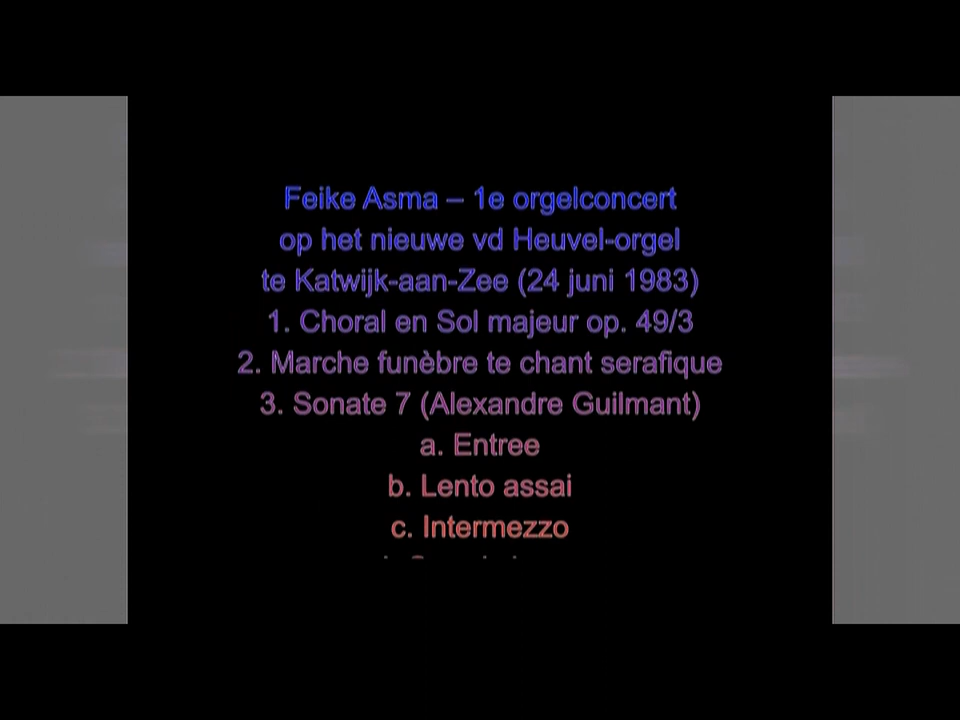 Feike Asma – 1e orgelconcert
op het nieuwe vd Heuvel-orgel
te Katwijk-aan-Zee (24 juni 1983)
1. Choral en Sol majeur op. 49/3
2. Marche funèbre te chant serafique
3. Sonate 7 (Alexandre Guilmant)
a. Entree
b. Lento assai
c. Intermezzo